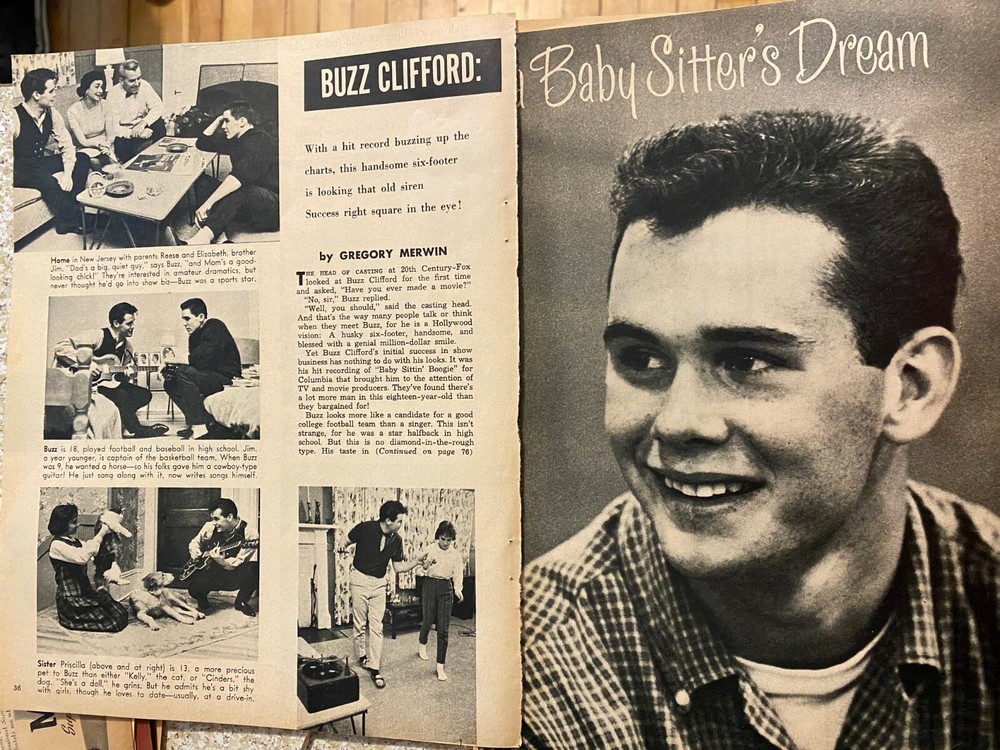 BUZZ CLIFFORD:
a Baby Sitter's Dream
With a hit record buzzing up the
charts, this handsome six-footer
is looking that old siren
Success right square in the eye!
by GREGORY MERWIN
THE HEAD OF CASTING at 20th Century-Fox
looked at Buzz Clifford for the first time
and asked, "Have you ever made a movie?"
"No, sir," Buzz replied.
"Well, you should," said the casting head.
And that's the way many people talk or think
when they meet Buzz, for he is a Hollywood
vision: A husky six-footer, handsome, and
blessed with a genial million-dollar smile.
Yet Buzz Clifford's initial success in show
business has nothing to do with his looks. It was
his hit recording of "Baby Sittin' Boogie" for
Columbia that brought him to the attention of
TV and movie producers. They've found there's
a lot more man in this eighteen-year-old than
they bargained for!
Buzz looks more like a candidate for a good
college football team than a singer. This isn't
strange, for he was a star halfback in high
school. But this is no diamond-in-the-rough
type. His taste in (Continued on page 76)
Home in New Jersey with parents Reese and Elizabeth, brother
Jim. "Dad's a big, quiet guy," says Buzz, "and Mom's a good-
looking chick!" They're interested in amateur dramatics, but
never thought he'd go into show biz—Buzz was a sports star.
Buzz is 18, played football and baseball in high school. Jim,
a year younger, is captain of the basketball team. When Buzz
was 9, he wanted a horse—so his folks gave him a cowboy-type
guitar! He just sang along with it, now writes songs himself.
Sister Priscilla (above and at right) is 13, a more precious
pet to Buzz than either "Kelly," the cat, or "Cinders," the
dog. "She's a doll," he grins. But he admits he's a bit shy
with girls, though he loves to date—usually, at a drive-in.
36